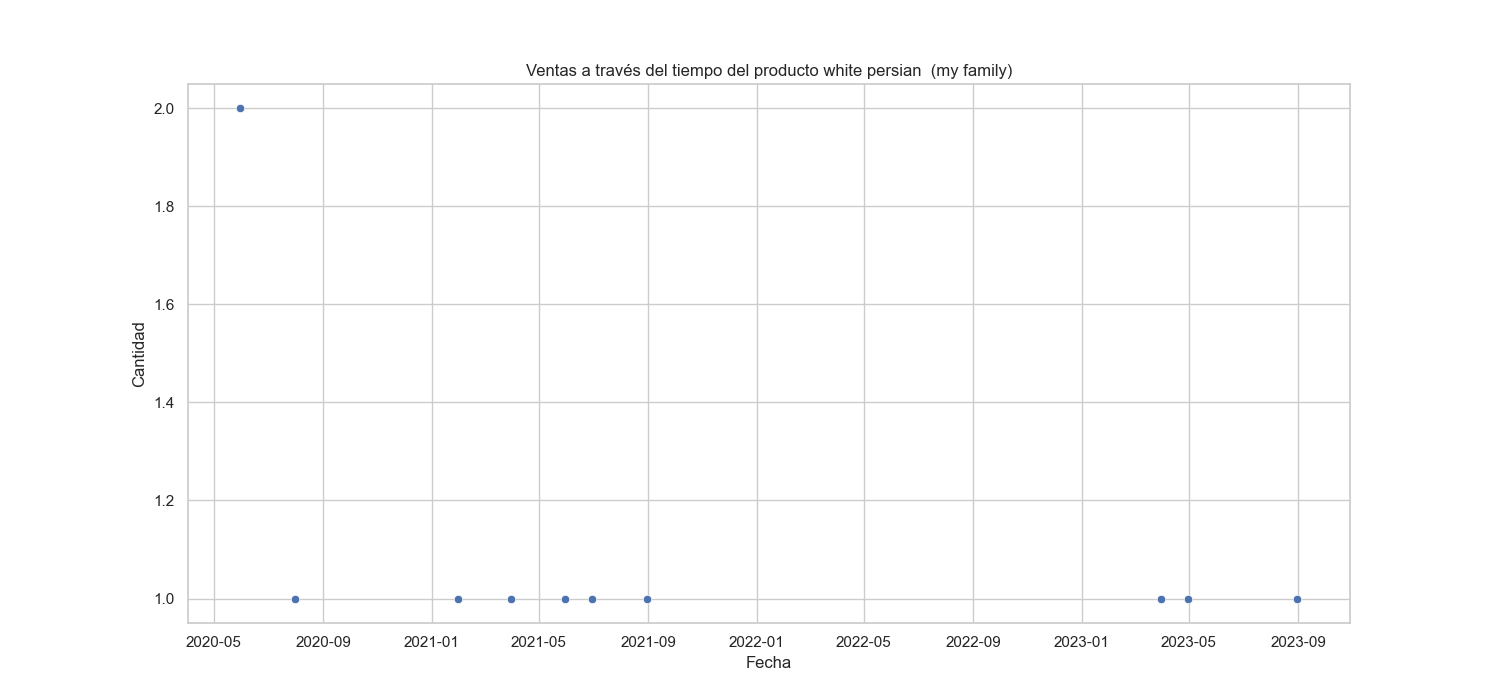 Ventas a través del tiempo del producto white persian  (my family)
2.0
1.8
1.6
1.4
1.2
1.0
Cantidad
2020-05 2020-09 2021-01 2021-05 2021-09 2022-01 2022-05 2022-09 2023-01 2023-05 2023-09
Fecha